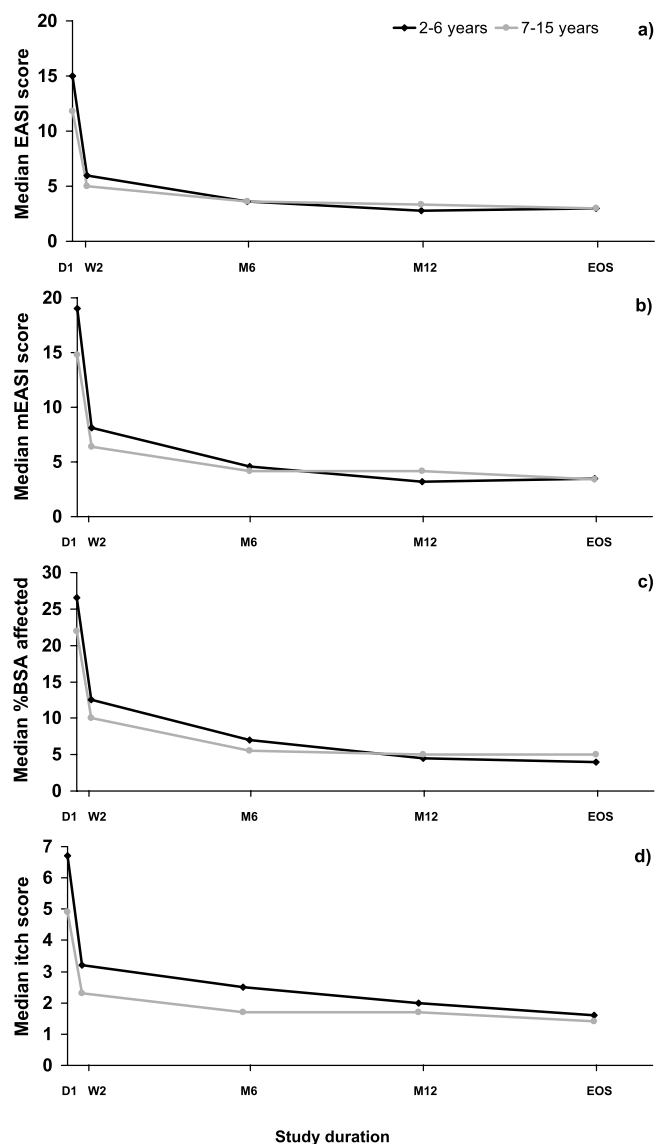 20
2-6 years 7-15 years a)
15
10
5
0
Median EASI score
D1 W2 M6 M12 EOS
20
b)
15
10
5
0
Median mEASI score
D1 W2 M6 M12 EOS
30
c)
25
20
15
10
5
0
Median %BSA affected
D1 W2 M6 M12 EOS
7
d)
6
5
4
3
2
1
0
Median itch score
D1 W2 M6 M12 EOS
Study duration